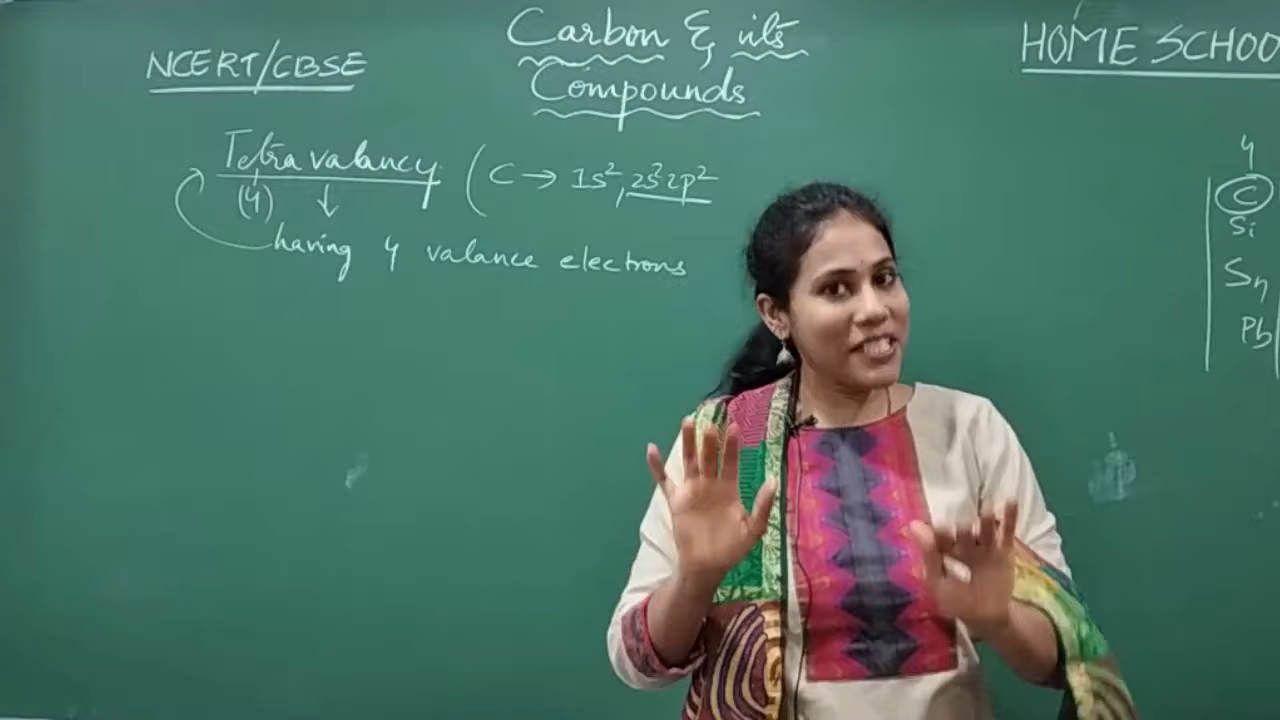 NCERT/CBSE
Carbon & its
Compounds
HOME SCHOO
Tetravalancy (C → 1s², 2s² 2p²
(4) ↓
having 4 valance electrons
4
C
Si
Sn
Pb